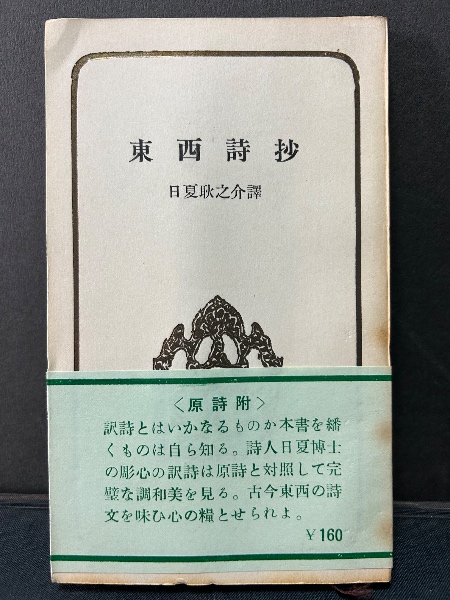 東西詩抄
日夏耿之介譯
〈原詩附〉
訳詩とはいかなるものか本書を繙
くものは自ら知る。詩人日夏博士
の彫心の訳詩は原詩と対照して完
璧な調和美を見る。古今東西の詩
文を味ひ心の糧とせられよ。
￥160